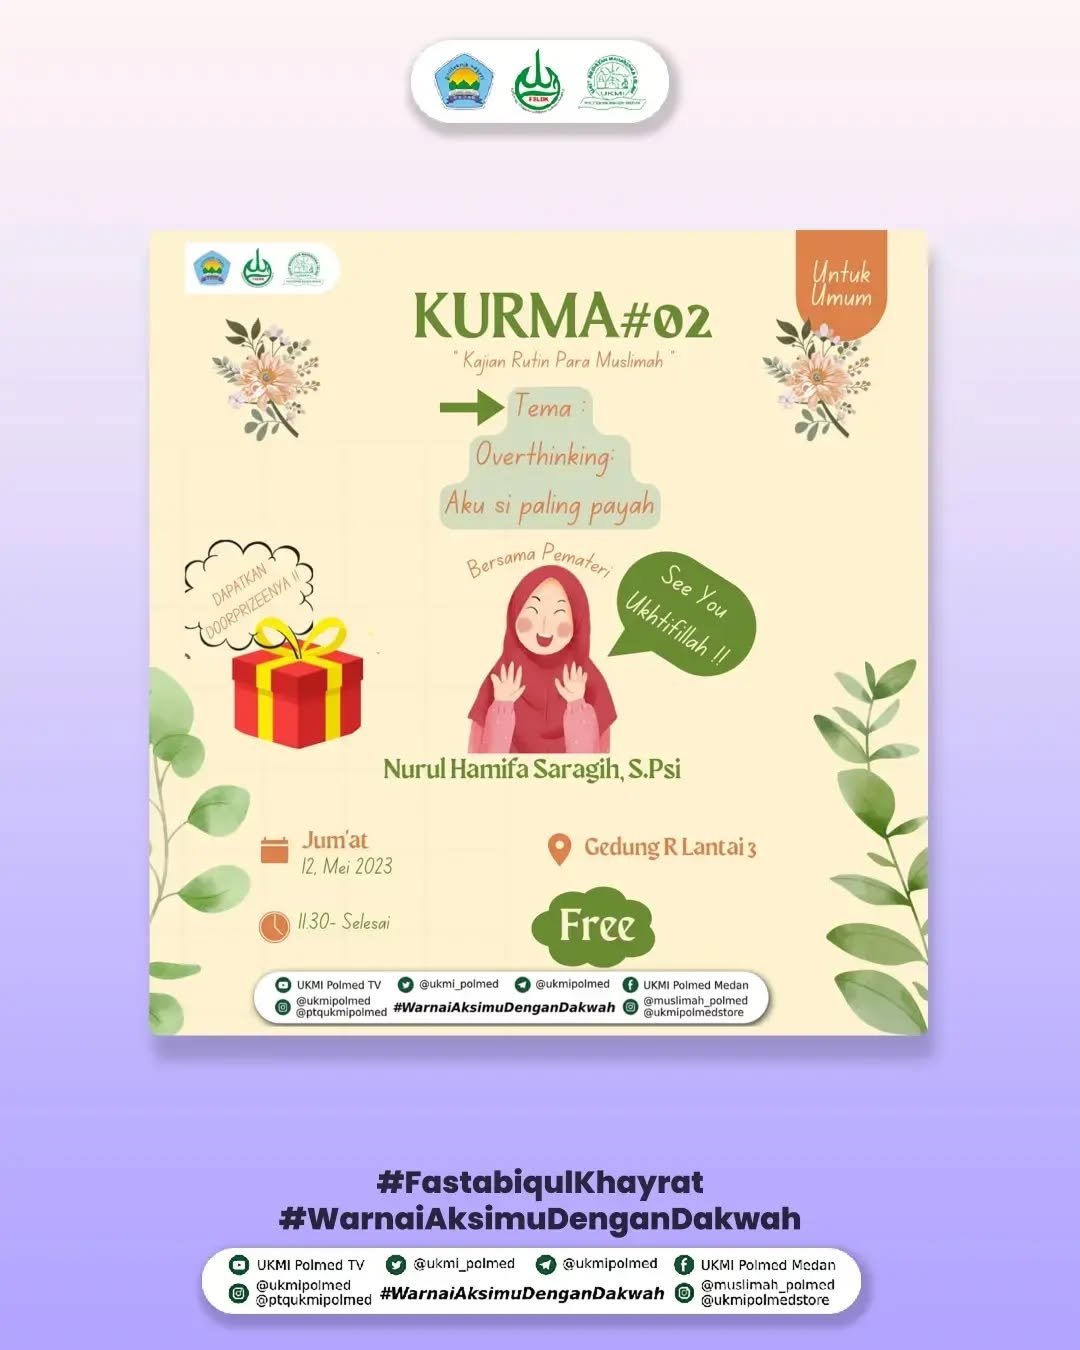 FSLDK
UKMI
Untuk
Umum
KURMA#02
" Kajian Rutin Para Muslimah "
Tema :
Overthinking:
Aku si paling payah
Bersama Pemateri
DAPATKAN
DOORPRIZEENYA !!
See You
Ukhtifillah !!
Nurul Hamifa Saragih, S.Psi
Jum'at
12, Mei 2023
Gedung R Lantai 3
11.30- Selesai
Free
UKMI Polmed TV @ukmi_polmed @ukmipolmed UKMI Polmed Medan
@ukmipolmed
@ptqukmipolmed #WarnaiAksimuDenganDakwah @muslimah_polmed
@ukmipolmedstore
#FastabiqulKhayrat
#WarnaiAksimuDenganDakwah
UKMI Polmed TV @ukmi_polmed @ukmipolmed UKMI Polmed Medan
@ukmipolmed
@ptqukmipolmed #WarnaiAksimuDenganDakwah @muslimah_polmed
@ukmipolmedstore